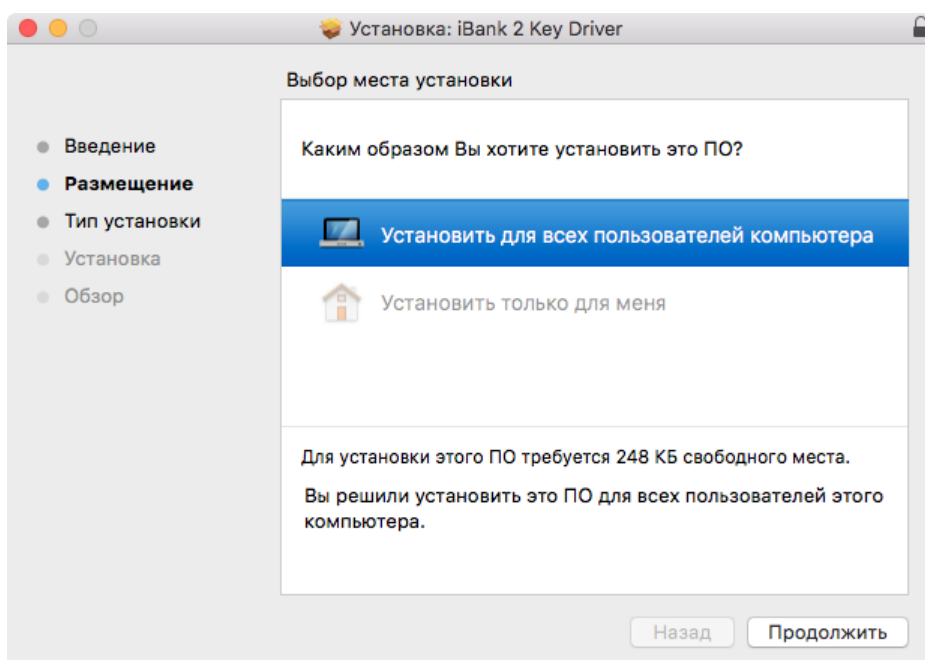 Установка: iBank 2 Key Driver
Выбор места установки
Введение
Размещение
Тип установки
Установка
Обзор
Каким образом Вы хотите установить это ПО?
Установить для всех пользователей компьютера
Установить только для меня
Для установки этого ПО требуется 248 КБ свободного места.
Вы решили установить это ПО для всех пользователей этого
компьютера.
Назад
Продолжить